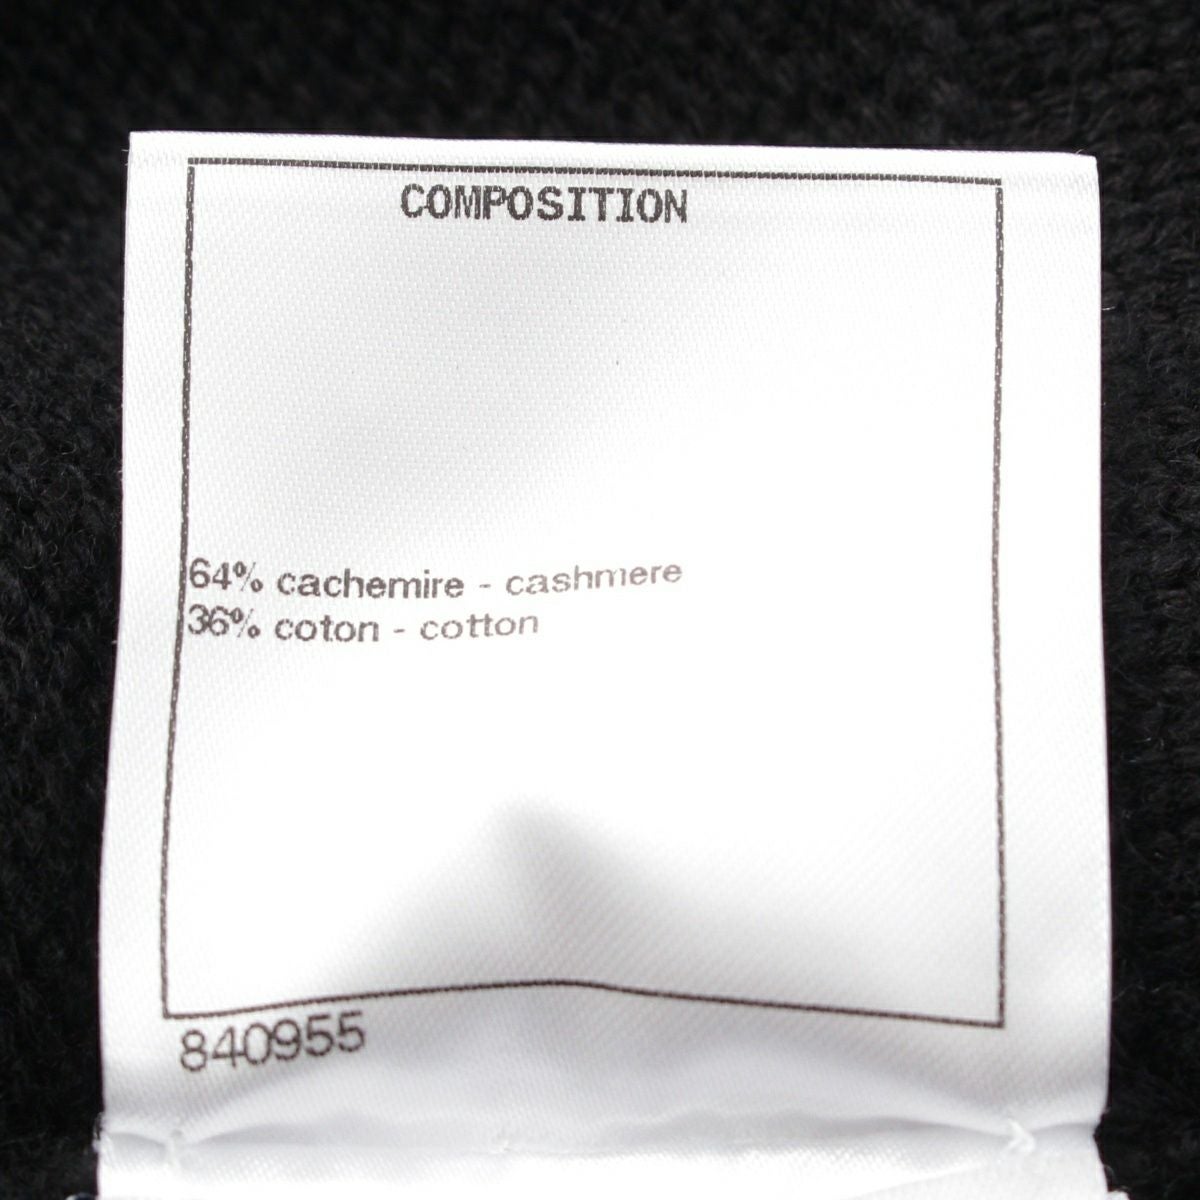 COMPOSITION
64% cachemire - cashmere
36% coton - cotton
840955